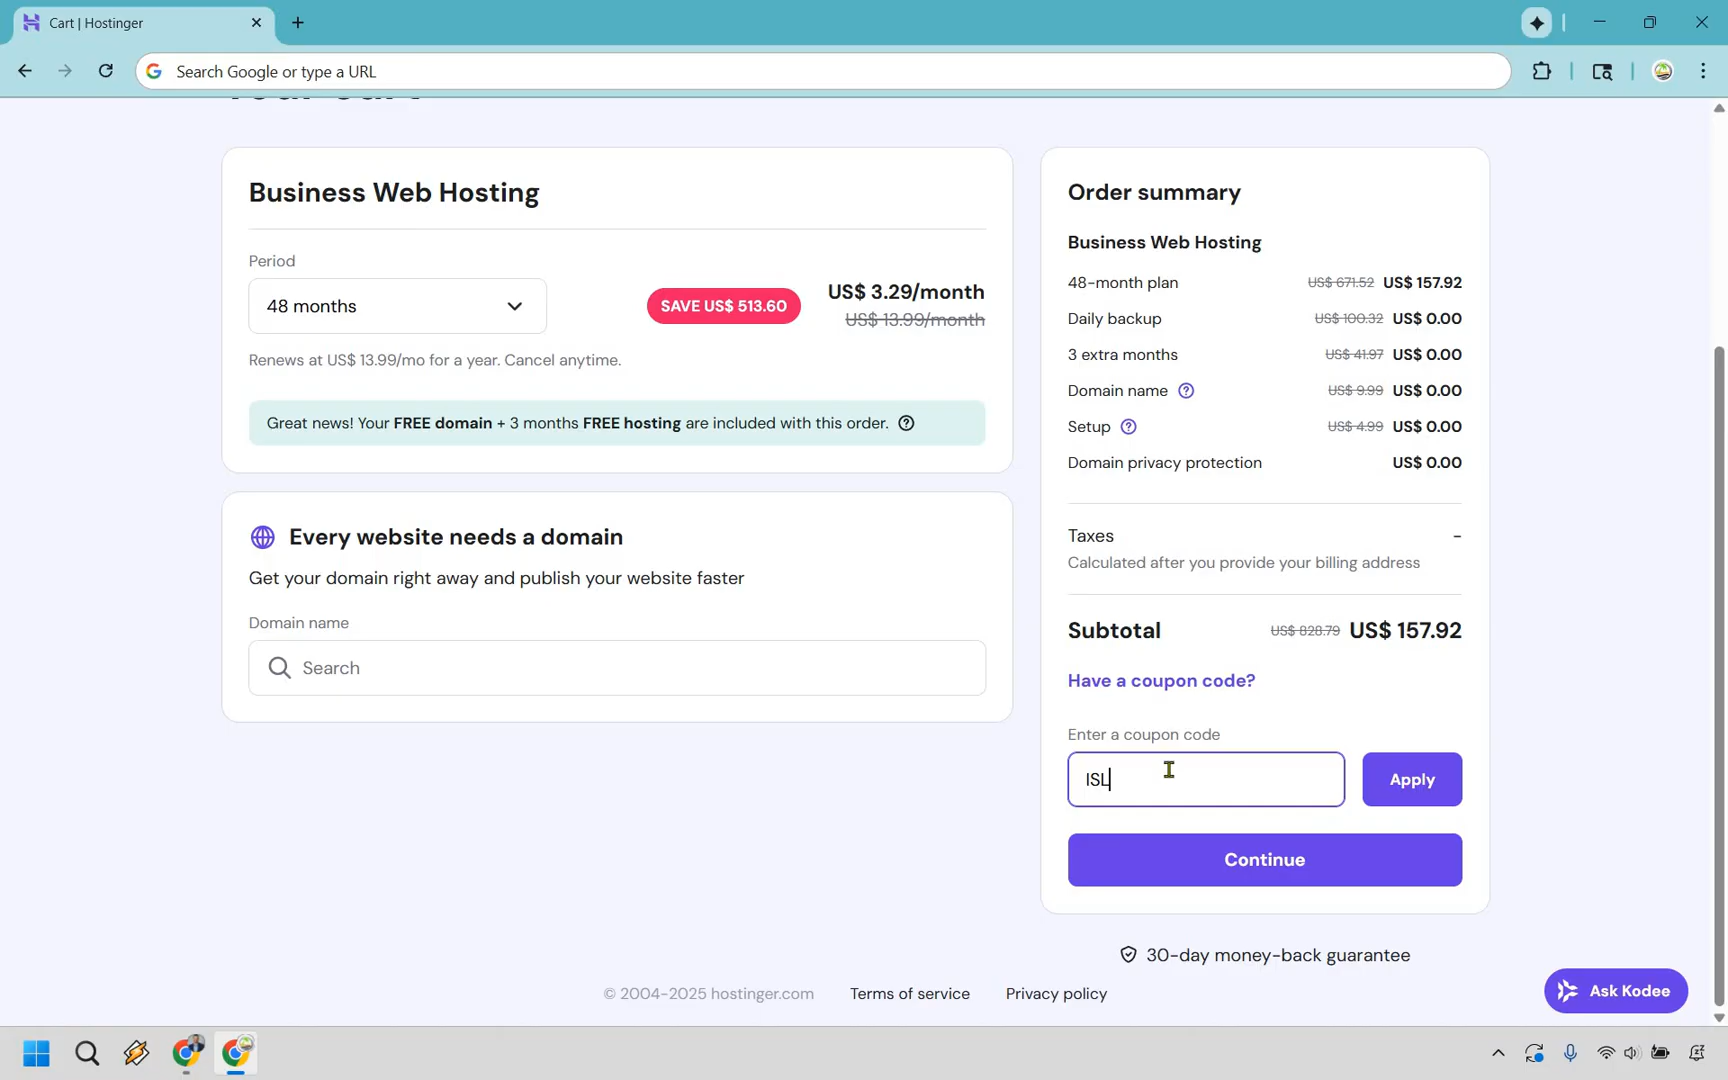 Cart | Hostinger
Search Google or type a URL
Business Web Hosting
Period
48 months
SAVE US$ 513.60
US$ 3.29/month
US$ 13.99/month
Renews at US$ 13.99/mo for a year. Cancel anytime.
Great news! Your FREE domain + 3 months FREE hosting are included with this order.
Every website needs a domain
Get your domain right away and publish your website faster
Domain name
Search
Order summary
Business Web Hosting
48-month plan US$ 671.52 US$ 157.92
Daily backup US$ 100.32 US$ 0.00
3 extra months US$ 41.97 US$ 0.00
Domain name US$ 9.99 US$ 0.00
Setup US$ 4.99 US$ 0.00
Domain privacy protection US$ 0.00
Taxes -
Calculated after you provide your billing address
Subtotal US$ 828.79 US$ 157.92
Have a coupon code?
Enter a coupon code
ISL
Apply
Continue
30-day money-back guarantee
© 2004-2025 hostinger.com Terms of service Privacy policy
Ask Kodee